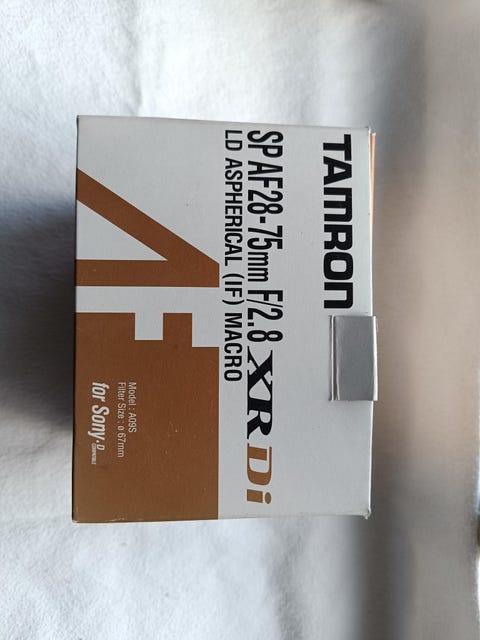 TAMRON
SP AF28-75mm F/2.8 XR Di
LD ASPHERICAL (IF) MACRO
AF
Model : A09S
Filter Size : ø 67mm
for Sony-D
COMPATIBLE